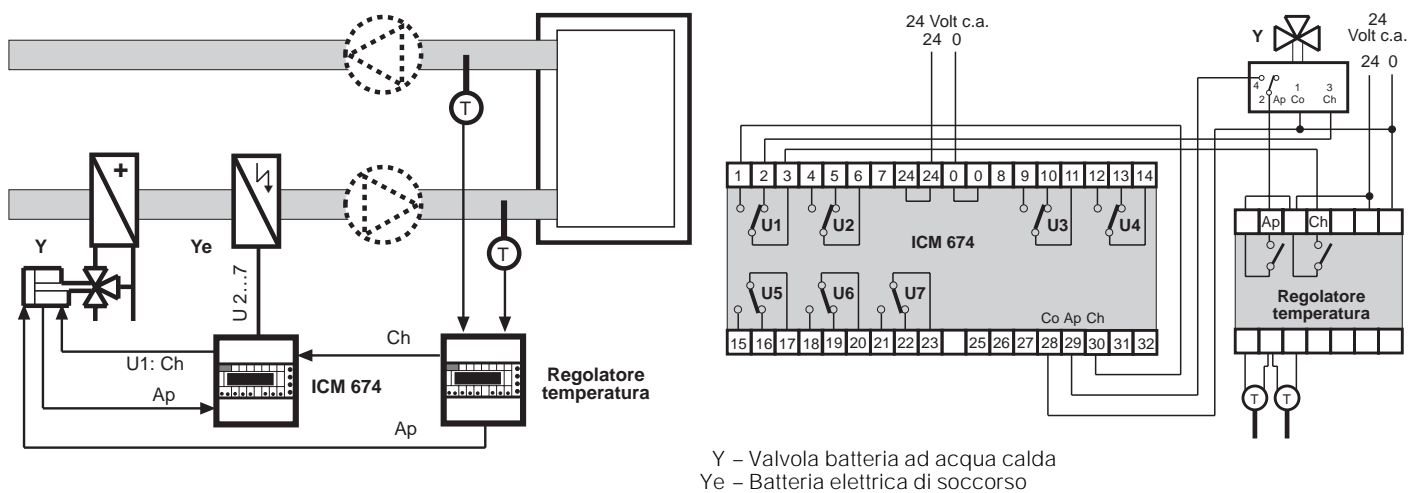 T
+
Y
Ye
T
U 2...7
Ch
U1: Ch
ICM 674
Regolatore
temperatura
Ap
Ap
24 Volt c.a.
24 0
Y
24
Volt c.a.
24 0
4 1 3
2 Ap Co Ch
1 2 3 4 5 6 7 24 24 0 0 8 9 10 11 12 13 14
U1 U2 U3 U4
ICM 674
U5 U6 U7
Co Ap Ch
15 16 17 18 19 20 21 22 23 25 26 27 28 29 30 31 32
Ap Ch
Regolatore
temperatura
T T
Y – Valvola batteria ad acqua calda
Ye – Batteria elettrica di soccorso